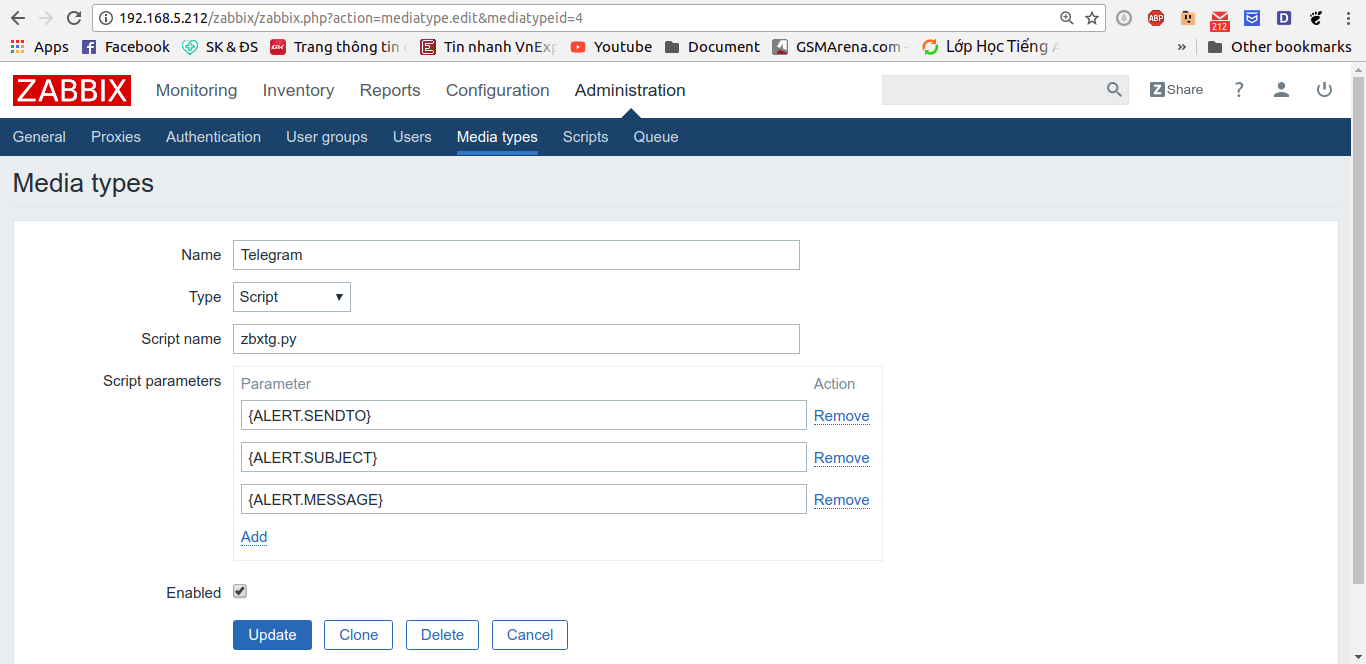 192.168.5.212/zabbix/zabbix.php?action=mediatype.edit&mediatypeid=4
ABP
212
D
Apps Facebook SK & ĐS Trang thông tin Tin nhanh VnExp Youtube Document GSMArena.com - Lớp Học Tiếng » Other bookmarks
ZABBIX Monitoring Inventory Reports Configuration Administration Z Share ?
General Proxies Authentication User groups Users Media types Scripts Queue
Media types
Name Telegram
Type Script
Script name zbxtg.py
Script parameters Parameter Action
{ALERT.SENDTO} Remove
{ALERT.SUBJECT} Remove
{ALERT.MESSAGE} Remove
Add
Enabled
Update Clone Delete Cancel